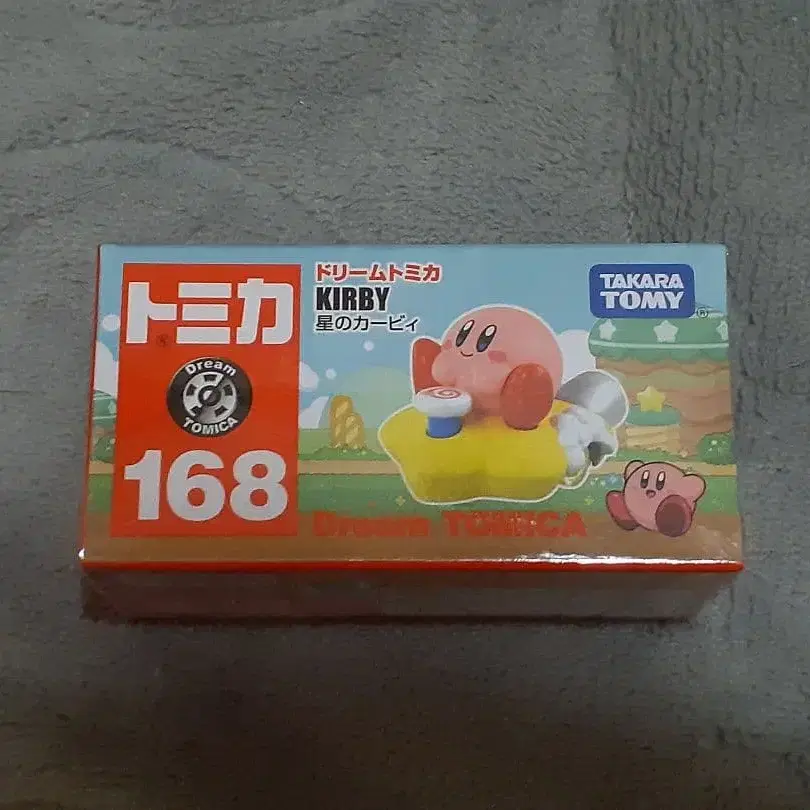 トミカ
®
Dream
TOMICA
168
ドリームトミカ
KIRBY
星のカービィ
TAKARA
TOMY
®
Dream TOMICA